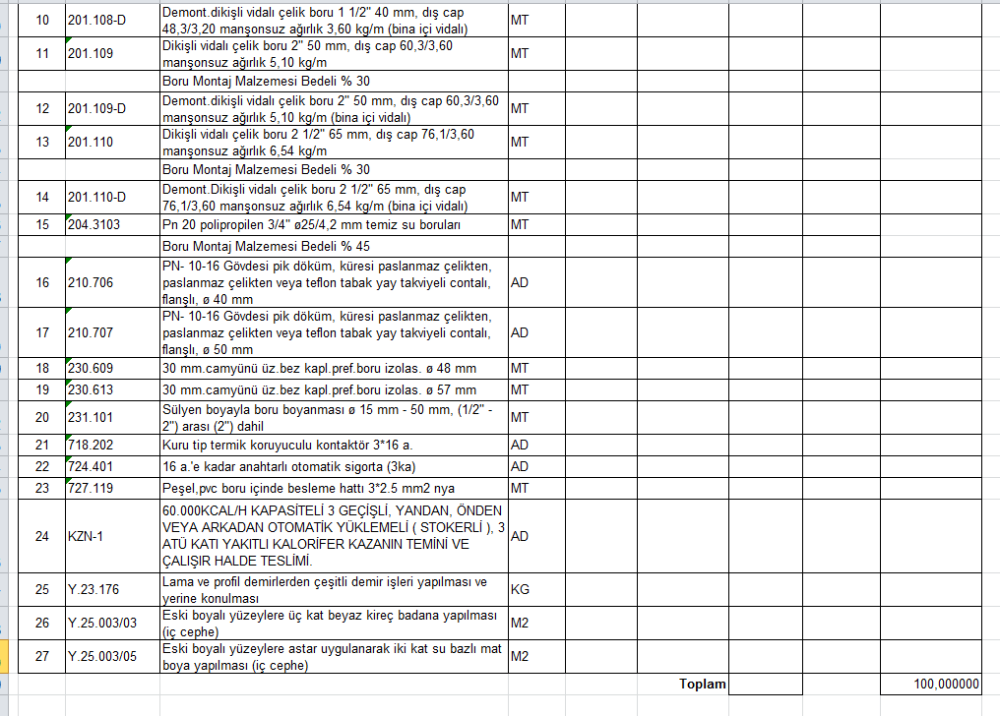 10 201.108-D Demont.dikişli vidalı çelik boru 1 1/2" 40 mm, dış cap MT
48,3/3,20 manşonsuz ağırlık 3,60 kg/m (bina içi vidalı)
11 201.109 Dikişli vidalı çelik boru 2" 50 mm, dış cap 60,3/3,60 MT
manşonsuz ağırlık 5,10 kg/m
Boru Montaj Malzemesi Bedeli % 30
12 201.109-D Demont.dikişli vidalı çelik boru 2" 50 mm, dış cap 60,3/3,60 MT
manşonsuz ağırlık 5,10 kg/m (bina içi vidalı)
13 201.110 Dikişli vidalı çelik boru 2 1/2" 65 mm, dış cap 76,1/3,60 MT
manşonsuz ağırlık 6,54 kg/m
Boru Montaj Malzemesi Bedeli % 30
14 201.110-D Demont.Dikişli vidalı çelik boru 2 1/2" 65 mm, dış cap MT
76,1/3,60 manşonsuz ağırlık 6,54 kg/m (bina içi vidalı)
15 204.3103 Pn 20 polipropilen 3/4" ø25/4,2 mm temiz su boruları MT
Boru Montaj Malzemesi Bedeli % 45
16 210.706 PN- 10-16 Gövdesi pik döküm, küresi paslanmaz çelikten, AD
paslanmaz çelikten veya teflon tabak yay takviyeli contalı,
flanşlı, ø 40 mm
17 210.707 PN- 10-16 Gövdesi pik döküm, küresi paslanmaz çelikten, AD
paslanmaz çelikten veya teflon tabak yay takviyeli contalı,
flanşlı, ø 50 mm
18 230.609 30 mm.camyünü üz.bez kapl.pref.boru izolas. ø 48 mm MT
19 230.613 30 mm.camyünü üz.bez kapl.pref.boru izolas. ø 57 mm MT
20 231.101 Sülyen boyayla boru boyanması ø 15 mm - 50 mm, (1/2" - MT
2") arası (2") dahil
21 718.202 Kuru tip termik koruyuculu kontaktör 3*16 a. AD
22 724.401 16 a.'e kadar anahtarlı otomatik sigorta (3ka) AD
23 727.119 Peşel,pvc boru içinde besleme hattı 3*2.5 mm2 nya MT
24 KZN-1 60.000KCAL/H KAPASİTELİ 3 GEÇİŞLİ, YANDAN, ÖNDEN AD
VEYA ARKADAN OTOMATİK YÜKLEMELİ ( STOKERLİ ), 3
ATÜ KATI YAKITLI KALORİFER KAZANIN TEMİNİ VE
ÇALIŞIR HALDE TESLİMİ.
25 Y.23.176 Lama ve profil demirlerden çeşitli demir işleri yapılması ve KG
yerine konulması
26 Y.25.003/03 Eski boyalı yüzeylere üç kat beyaz kireç badana yapılması M2
(iç cephe)
27 Y.25.003/05 Eski boyalı yüzeylere astar uygulanarak iki kat su bazlı mat M2
boya yapılması (iç cephe)
Toplam 100,000000